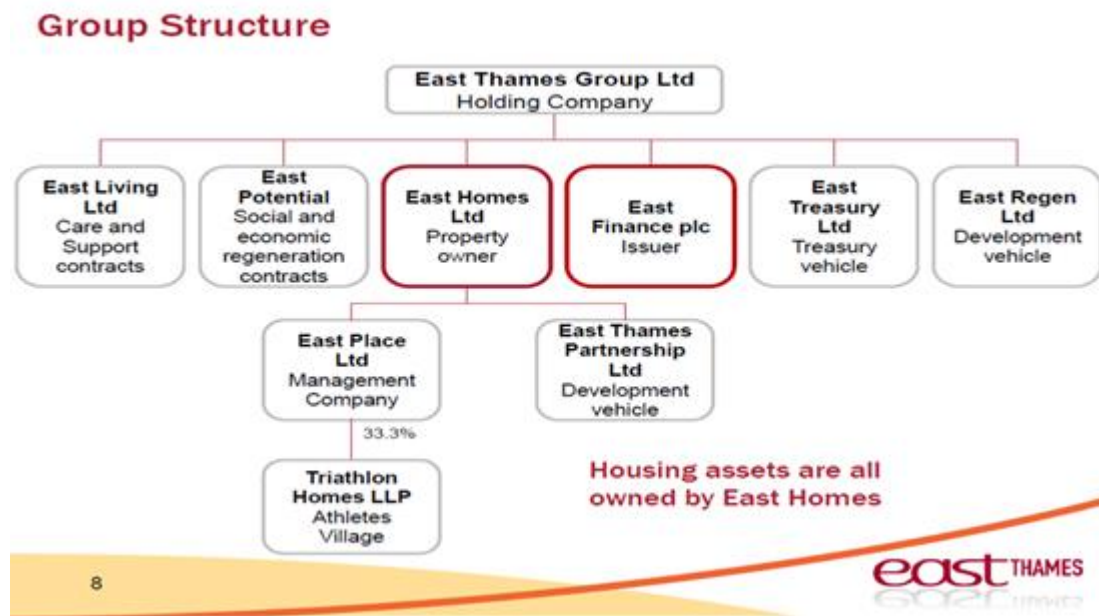 Group Structure
East Thames Group Ltd
Holding Company
East Living
Ltd
Care and
Support
contracts
East
Potential
Social and
economic
regeneration
contracts
East Homes
Ltd
Property
owner
East
Finance plc
Issuer
East
Treasury
Ltd
Treasury
vehicle
East Regen
Ltd
Development
vehicle
East Place
Ltd
Management
Company
East Thames
Partnership
Ltd
Development
vehicle
33.3%
Triathlon
Homes LLP
Athletes
Village
Housing assets are all
owned by East Homes
8
east THAMES